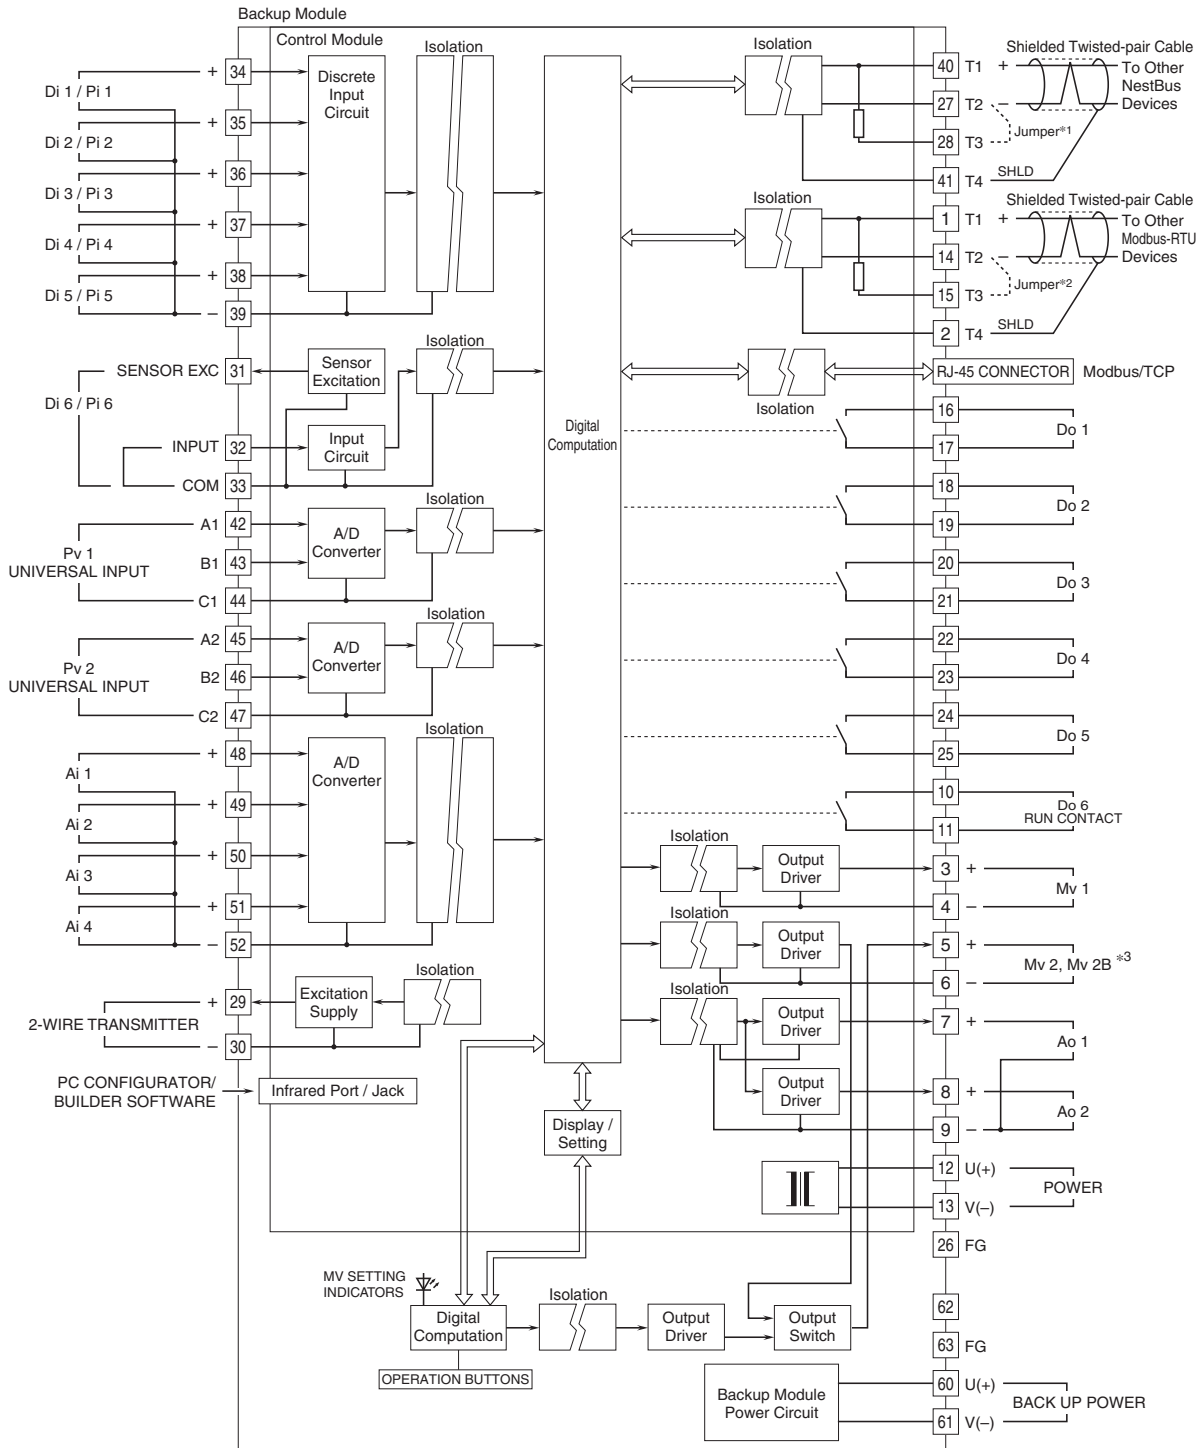 Backup Module
Control Module
Isolation
Di 1 / Pi 1
+ 34
Discrete
Input
Circuit
Di 2 / Pi 2
+ 35
Di 3 / Pi 3
+ 36
Di 4 / Pi 4
+ 37
Di 5 / Pi 5
+ 38
– 39
SENSOR EXC 31
Sensor
Excitation
Isolation
Di 6 / Pi 6
INPUT 32
Input
Circuit
COM 33
Pv 1
UNIVERSAL INPUT
A1 42
B1 43
C1 44
A/D
Converter
Isolation
Pv 2
UNIVERSAL INPUT
A2 45
B2 46
C2 47
A/D
Converter
Isolation
Ai 1
+ 48
A/D
Converter
Isolation
Ai 2
+ 49
Ai 3
+ 50
Ai 4
+ 51
– 52
2-WIRE TRANSMITTER
+ 29
– 30
Excitation
Supply
Isolation
PC CONFIGURATOR/
BUILDER SOFTWARE
Infrared Port / Jack
Digital
Computation
Display /
Setting
Isolation
40 T1 +
27 T2 –
28 T3
41 T4
Jumper*1
SHLD
Shielded Twisted-pair Cable
To Other
NestBus
Devices
Isolation
1 T1 +
14 T2 –
15 T3
2 T4
Jumper*2
SHLD
Shielded Twisted-pair Cable
To Other
Modbus-RTU
Devices
Isolation
RJ-45 CONNECTOR Modbus/TCP
16
17
Do 1
18
19
Do 2
20
21
Do 3
22
23
Do 4
24
25
Do 5
10
11
Do 6
RUN CONTACT
Isolation
Output
Driver
3 +
4 –
Mv 1
Isolation
Output
Driver
5 +
6 –
Mv 2, Mv 2B *3
Isolation
Output
Driver
7 +
Ao 1
Output
Driver
8 +
9 –
Ao 2
12 U(+)
13 V(–)
POWER
26 FG
62
63 FG
MV SETTING
INDICATORS
Digital
Computation
OPERATION BUTTONS
Isolation
Output
Driver
Output
Switch
Backup Module
Power Circuit
60 U(+)
61 V(–)
BACK UP POWER